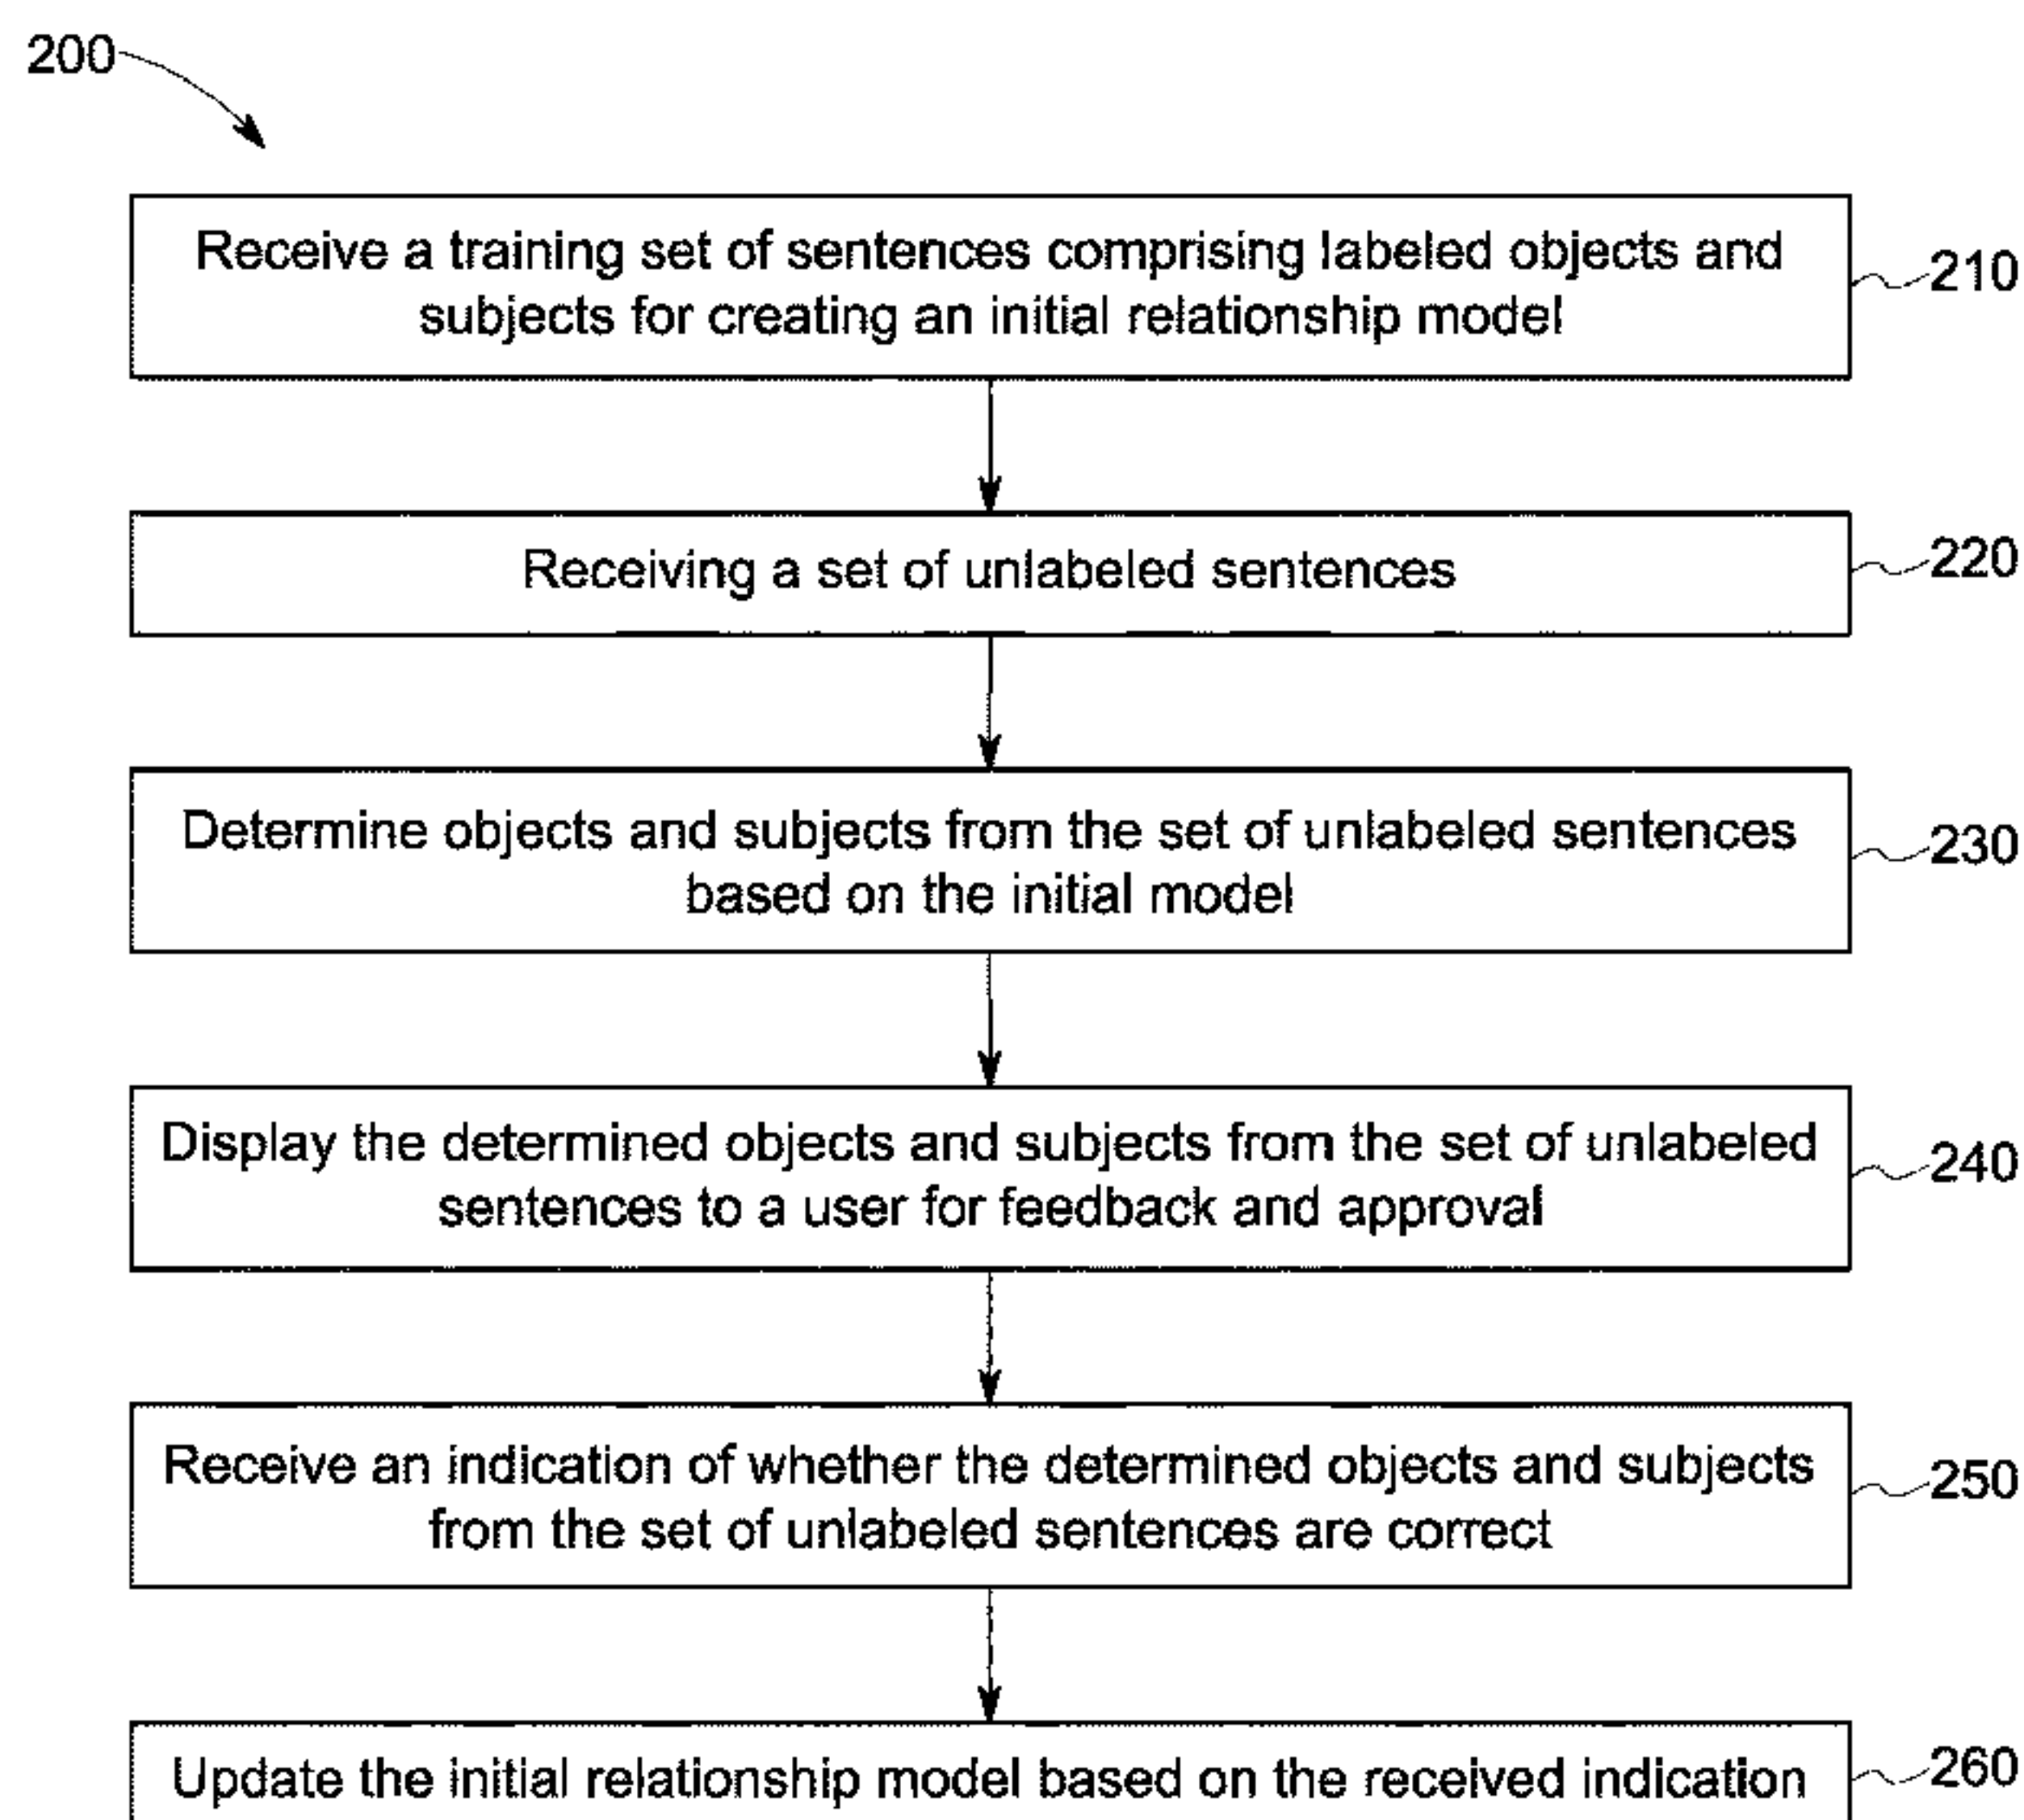 200
Receive a training set of sentences comprising labeled objects and
subjects for creating an initial relationship model
210
Receiving a set of unlabeled sentences
220
Determine objects and subjects from the set of unlabeled sentences
based on the initial model
230
Display the determined objects and subjects from the set of unlabeled
sentences to a user for feedback and approval
240
Receive an indication of whether the determined objects and subjects
from the set of unlabeled sentences are correct
250
Update the initial relationship model based on the received indication
260